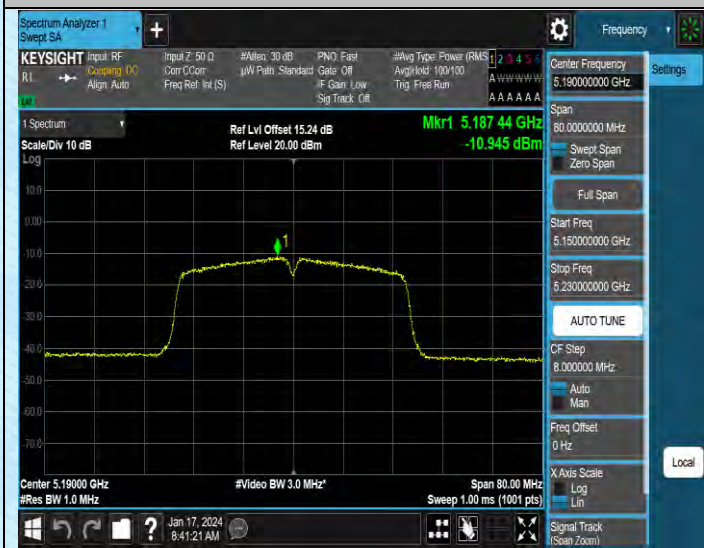 Spectrum Analyzer 1
Swept SA
+
Frequency
KEYSIGHT
RL
Input: RF
Coupling: DC
Align: Auto
Input Z: 50 Ω
Corr CCorr
Freq Ref: Int (S)
#Atten: 30 dB
µW Path: Standard
PNO: Fast
Gate: Off
IF Gain: Low
Sig Track: Off
#Avg Type: Power (RMS
Avg|Hold: 100/100
Trig: Free Run
1 2 3 4 5 6
A W W W W W
A A A A A A
1 Spectrum
Scale/Div 10 dB
Log
Ref Lvl Offset 15.24 dB
Ref Level 20.00 dBm
Mkr1 5.187 44 GHz
-10.945 dBm
10.0
0.00
-10.0
-20.0
-30.0
-40.0
-60.0
-70.0
1
Center 5.19000 GHz
#Res BW 1.0 MHz
#Video BW 3.0 MHz*
Span 80.00 MHz
Sweep 1.00 ms (1001 pts)
Center Frequency
5.190000000 GHz
Settings
Span
80.0000000 MHz
Swept Span
Zero Span
Full Span
Start Freq
5.150000000 GHz
Stop Freq
5.230000000 GHz
AUTO TUNE
CF Step
8.000000 MHz
Auto
Man
Freq Offset
0 Hz
X Axis Scale
Log
Lin
Local
Signal Track
(Span Zoom)
?
Jan 17, 2024
8:41:21 AM